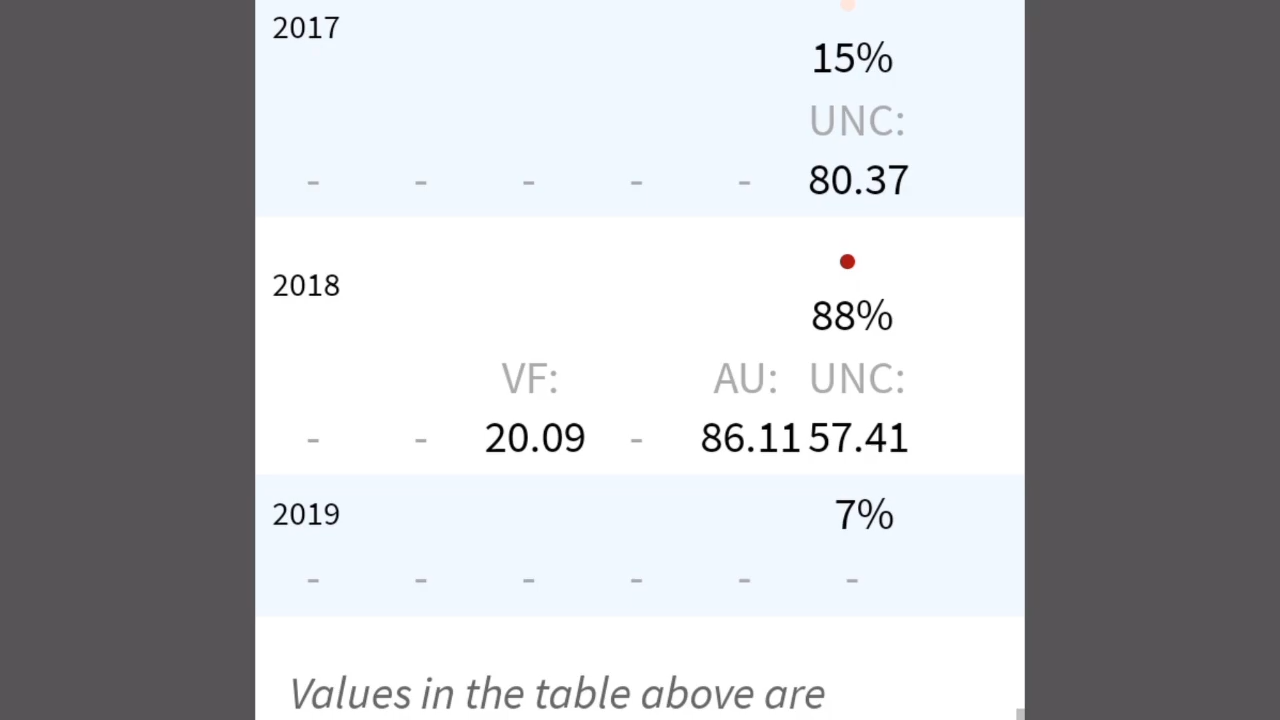 2017
15%
UNC:
- - - - - 80.37
2018
88%
VF: AU: UNC:
- - 20.09 - 86.11 57.41
2019 7%
- - - - - -
Values in the table above are